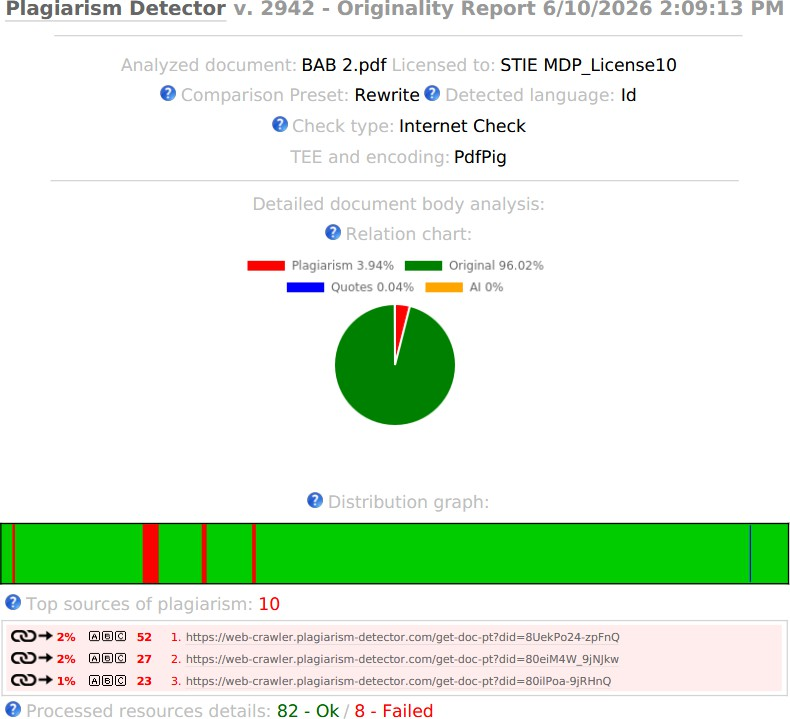 Plagiarism Detector v. 2942 - Originality Report 6/10/2026 2:09:13 PM
Analyzed document: BAB 2.pdf Licensed to: STIE MDP_License10
Comparison Preset: Rewrite Detected language: Id
Check type: Internet Check
TEE and encoding: PdfPig
Detailed document body analysis:
Relation chart:
Plagiarism 3.94% Original 96.02%
Quotes 0.04% AI 0%
Distribution graph:
Top sources of plagiarism: 10
2% ABC 52 1. https://web-crawler.plagiarism-detector.com/get-doc-pt?did=8UekPo24-zpFnQ
2% ABC 27 2. https://web-crawler.plagiarism-detector.com/get-doc-pt?did=80eiM4W_9jNJkw
1% ABC 23 3. https://web-crawler.plagiarism-detector.com/get-doc-pt?did=80ilPoa-9jRHnQ
Processed resources details: 82 - Ok / 8 - Failed